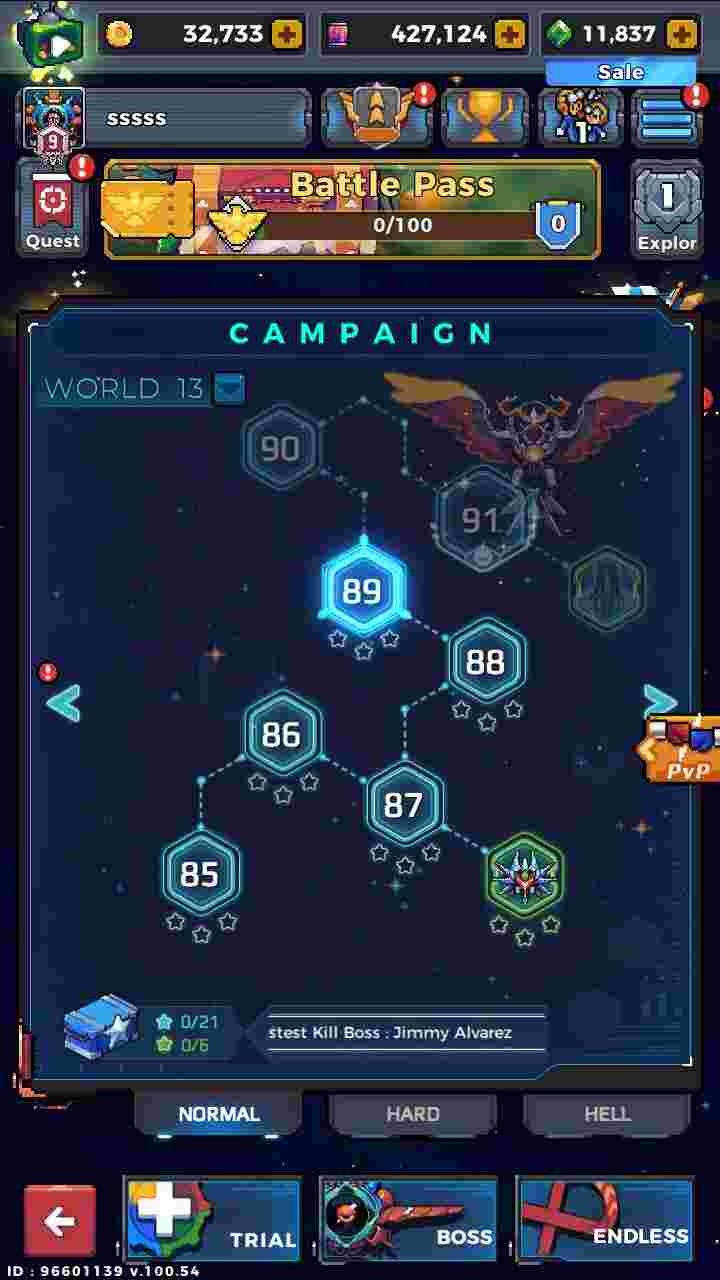 32,733
427,124
11,837
Sale
9
sssss
1
Battle Pass
0/100
0
Quest
1
Explor
CAMPAIGN
WORLD 13
90
91
89
88
86
87
85
PvP
0/21
0/6
stest Kill Boss : Jimmy Alvarez
NORMAL
HARD
HELL
TRIAL
BOSS
ENDLESS
ID : 96601139 v.100.54